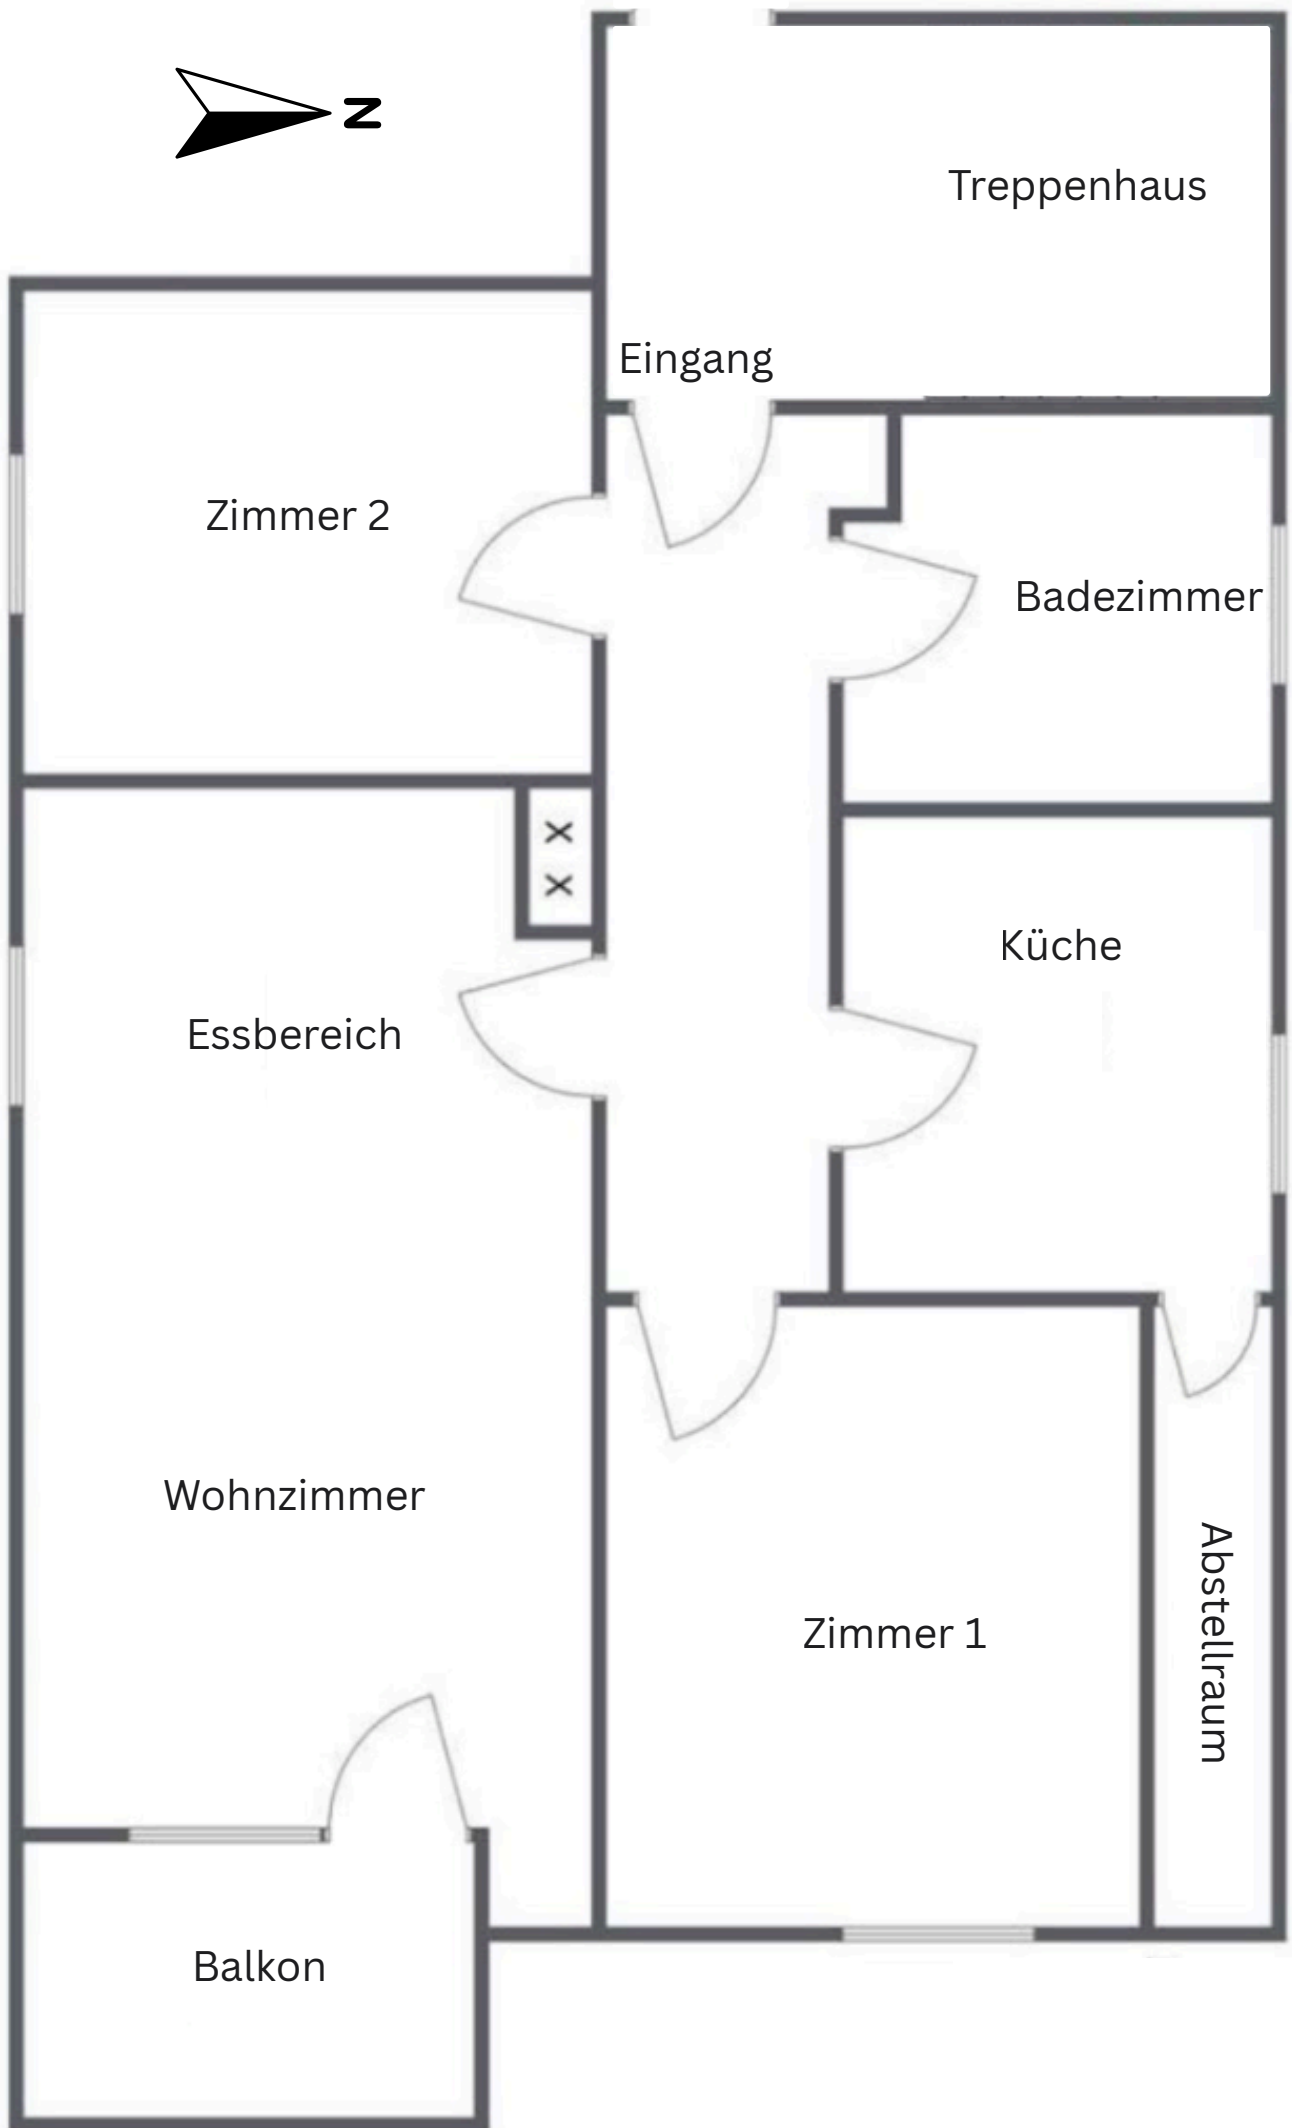 N
Treppenhaus
Eingang
Zimmer 2
Badezimmer
x
x
Küche
Essbereich
Wohnzimmer
Abstellraum
Zimmer 1
Balkon